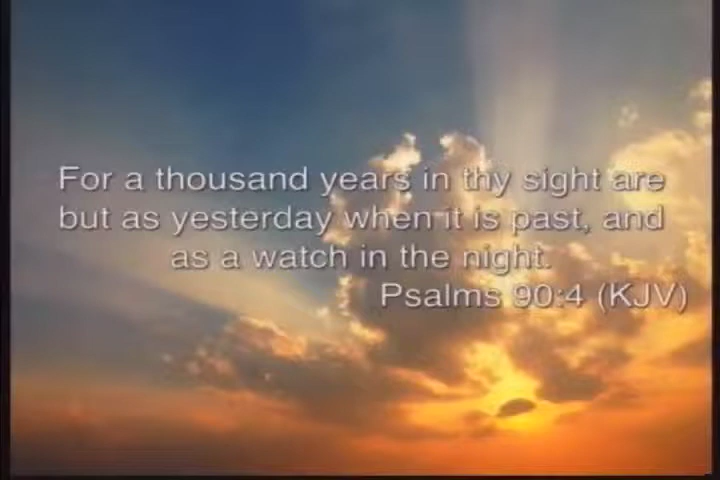 For a thousand years in thy sight are
but as yesterday when it is past, and
as a watch in the night.
Psalms 90:4 (KJV)